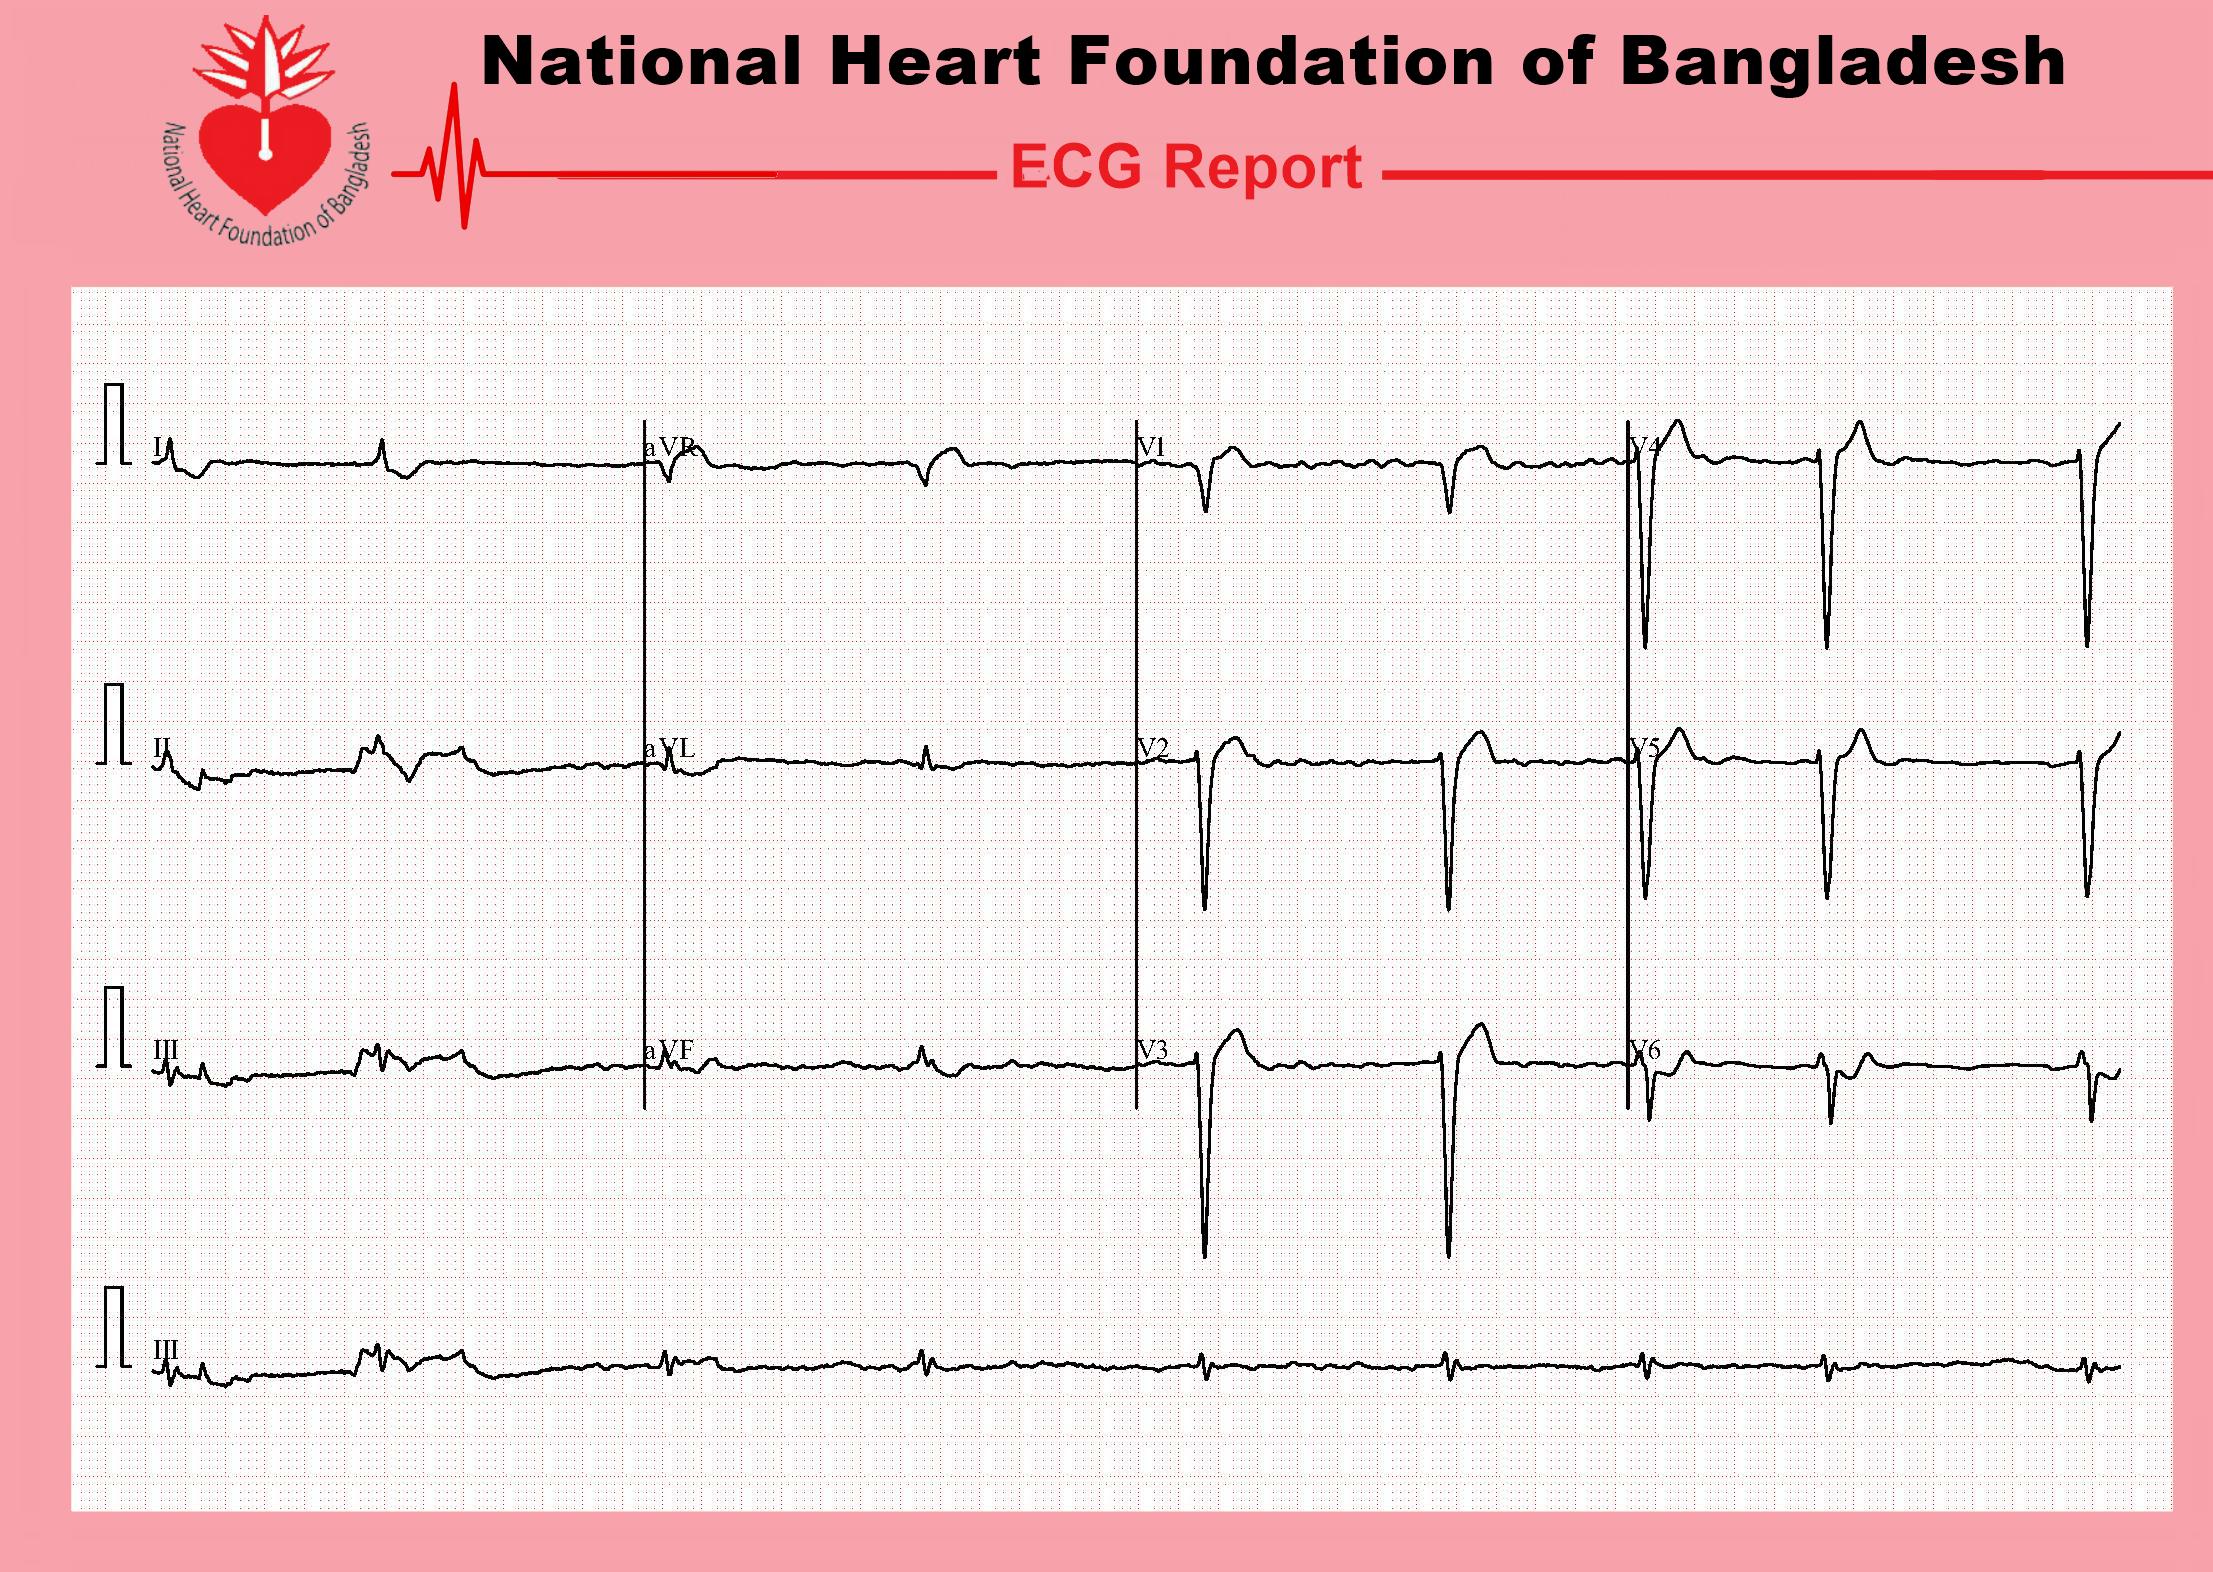 National Heart Foundation of Bangladesh
National Heart Foundation of Bangladesh
ECG Report
I aVR V1 V4
II aVL V2 V5
III aVF V3 V6
III